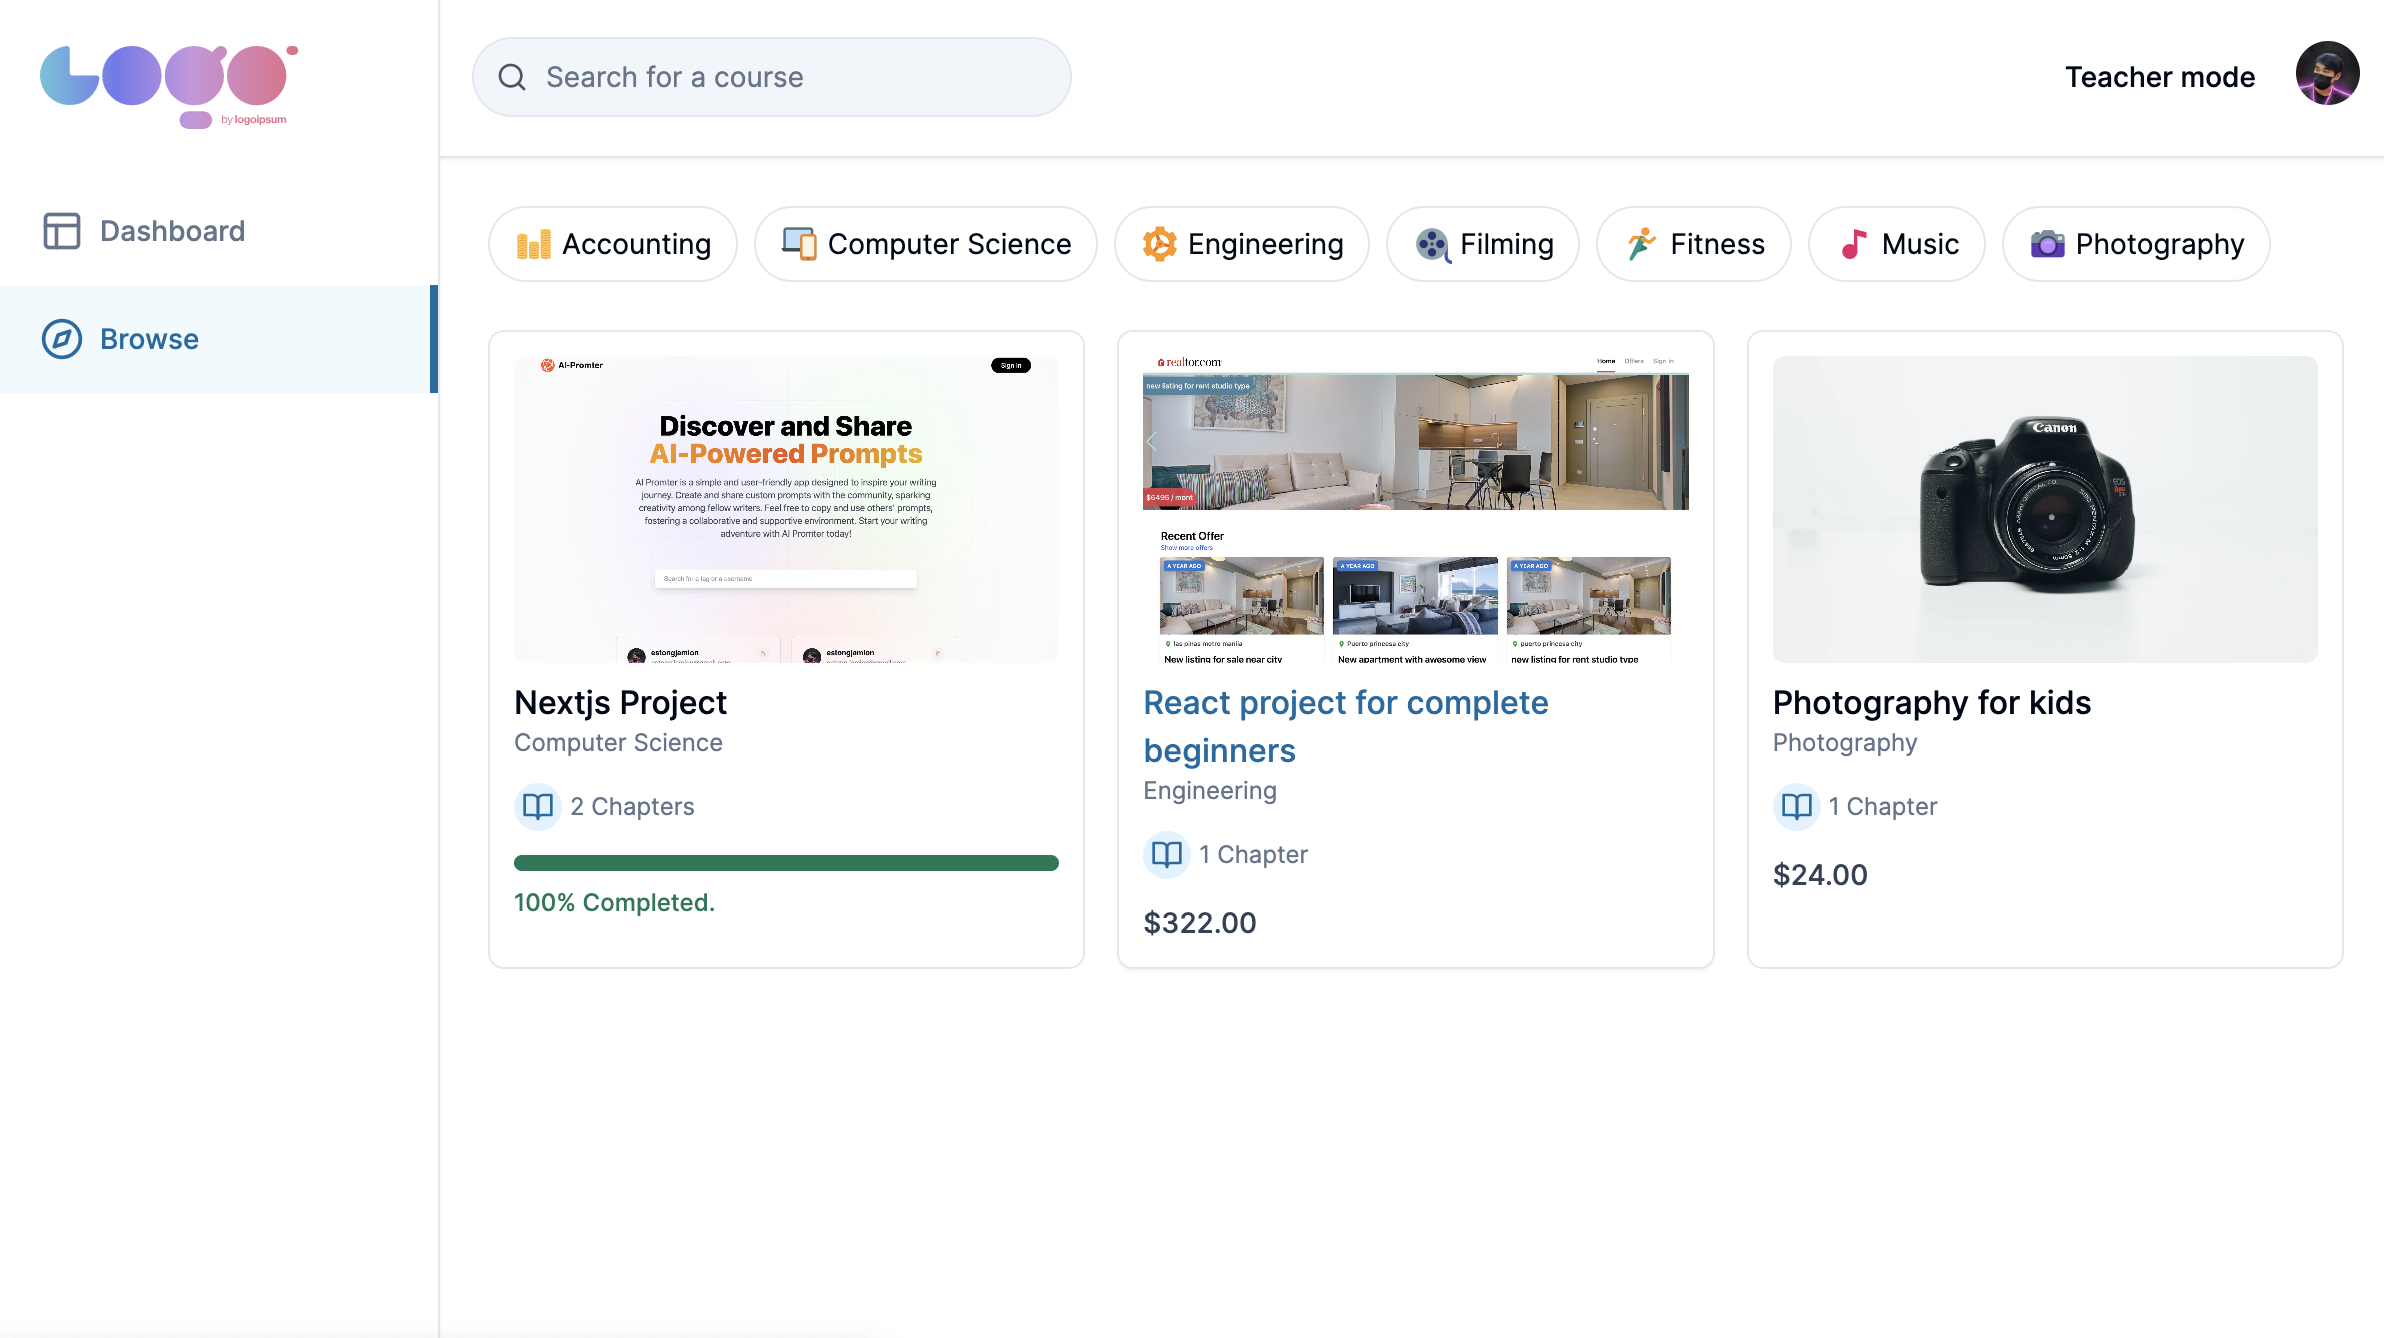 Logo
by logoipsum
Search for a course
Teacher mode
Dashboard
Browse
Accounting
Computer Science
Engineering
Filming
Fitness
Music
Photography
AI-Promter
Sign In
Discover and Share
AI-Powered Prompts
AI Promter is a simple and user-friendly app designed to inspire your writing
journey. Create and share custom prompts with the community, sparking
creativity among fellow writers. Feel free to copy and use others' prompts,
fostering a collaborative and supportive environment. Start your writing
adventure with AI Promter today!
Search for a tag or a username
estongjamion
estongjamion
Nextjs Project
Computer Science
2 Chapters
100% Completed.
realtor.com
Home
Offers
Sign in
new listing for rent studio type
$6495 / mont
Recent Offer
Show more offers
A YEAR AGO
A YEAR AGO
A YEAR AGO
las pinas metro manila
Puerto princesa city
puerto princesa city
New listing for sale near city
New apartment with awesome view
new listing for rent studio type
React project for complete
beginners
Engineering
1 Chapter
$322.00
Canon
EOS
Photography for kids
Photography
1 Chapter
$24.00